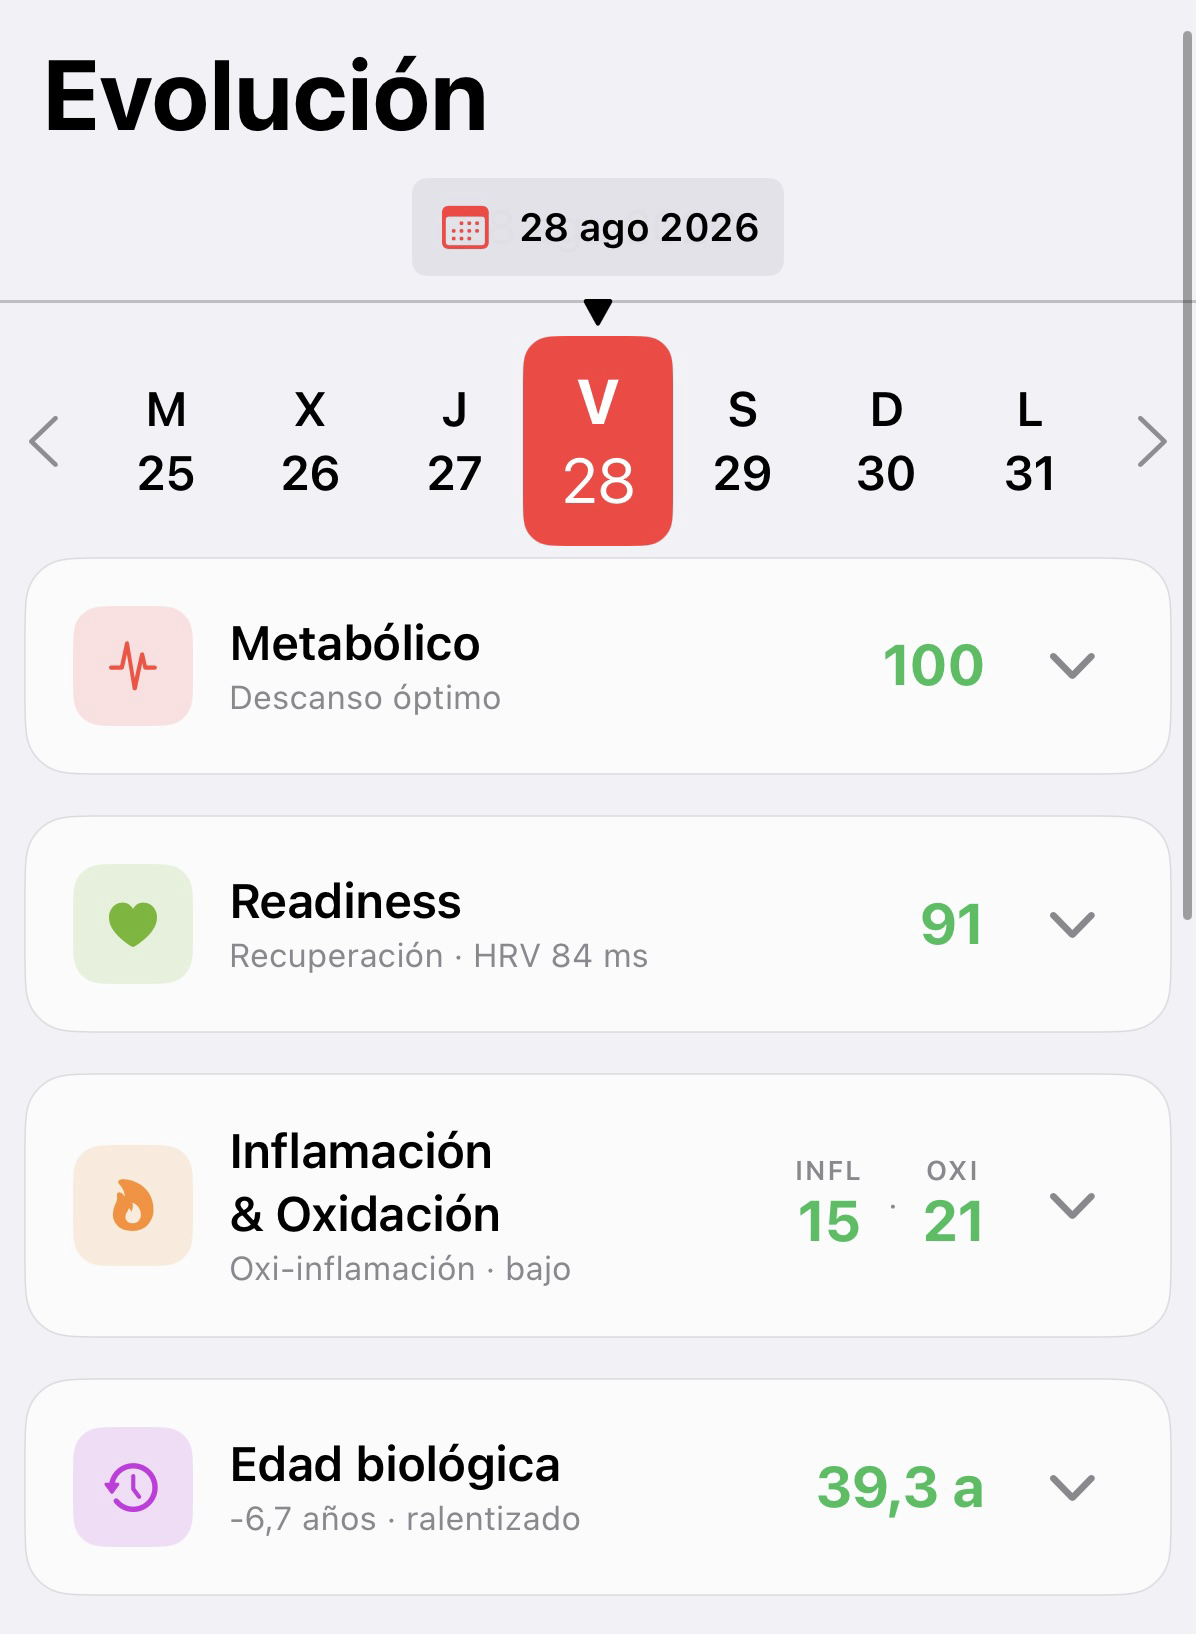 Evolución
28 ago 2026
M X J V S D L
25 26 27 28 29 30 31
Metabólico
Descanso óptimo
100
Readiness
Recuperación · HRV 84 ms
91
Inflamación
& Oxidación
Oxi-inflamación · bajo
INFL OXI
15 · 21
Edad biológica
-6,7 años · ralentizado
39,3 a